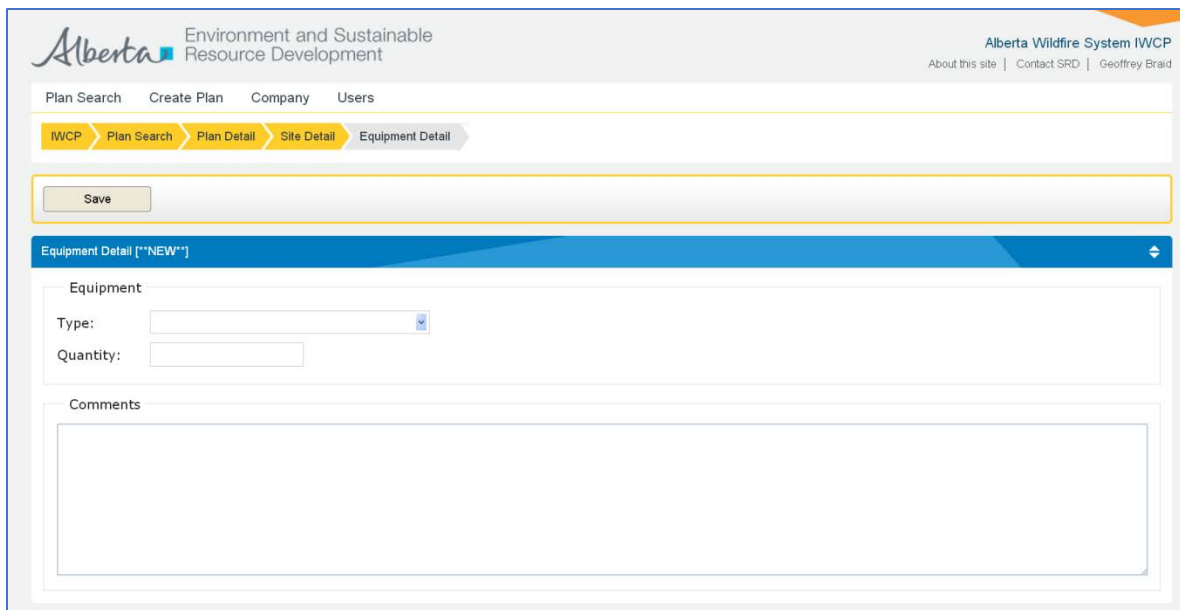 Alberta Environment and Sustainable
Resource Development
Alberta Wildfire System IWCP
About this site | Contact SRD | Geoffrey Braid
Plan Search Create Plan Company Users
IWCP Plan Search Plan Detail Site Detail Equipment Detail
Save
Equipment Detail [**NEW**]
Equipment
Type:
Quantity:
Comments